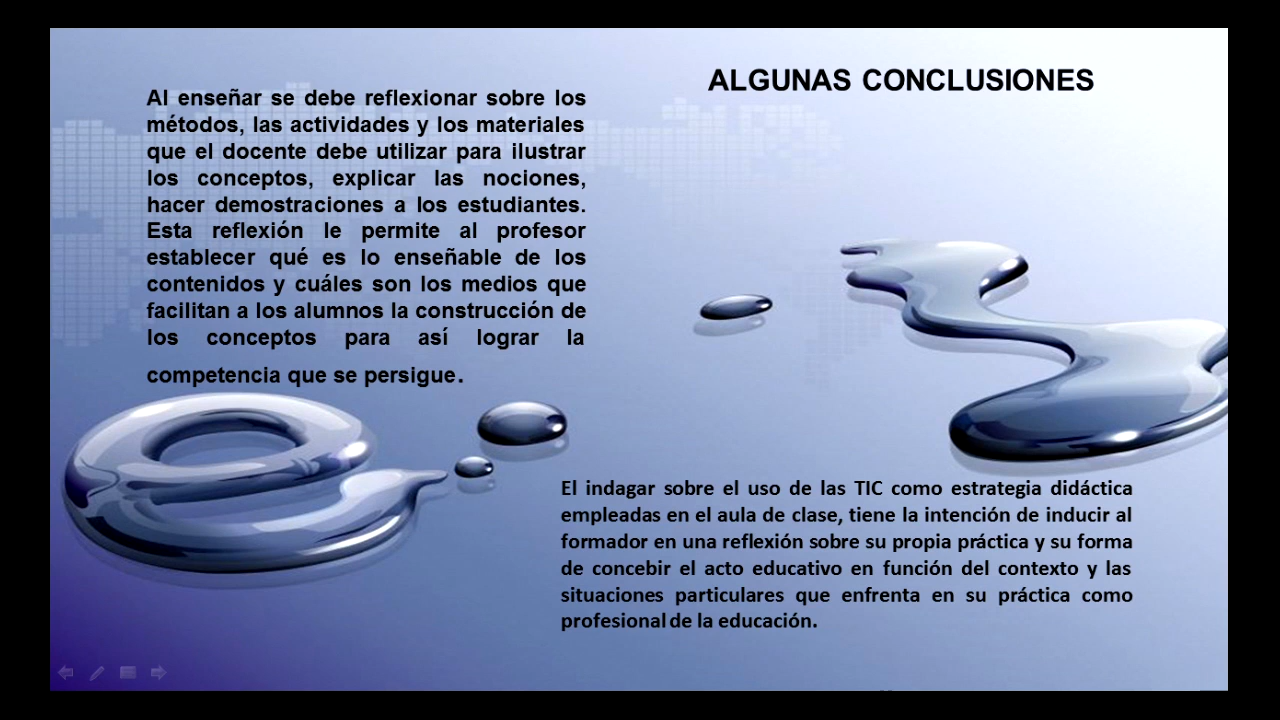 ALGUNAS CONCLUSIONES
Al enseñar se debe reflexionar sobre los
métodos, las actividades y los materiales
que el docente debe utilizar para ilustrar
los conceptos, explicar las nociones,
hacer demostraciones a los estudiantes.
Esta reflexión le permite al profesor
establecer qué es lo enseñable de los
contenidos y cuáles son los medios que
facilitan a los alumnos la construcción de
los conceptos para así lograr la
competencia que se persigue.
El indagar sobre el uso de las TIC como estrategia didáctica
empleadas en el aula de clase, tiene la intención de inducir al
formador en una reflexión sobre su propia práctica y su forma
de concebir el acto educativo en función del contexto y las
situaciones particulares que enfrenta en su práctica como
profesional de la educación.